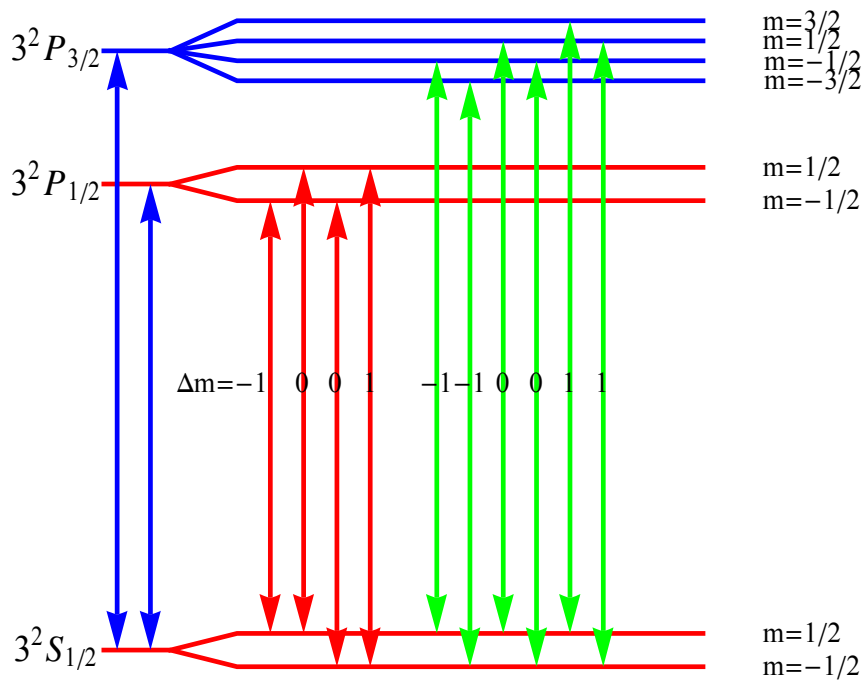 m=3/2
3²P₃/₂ m=1/2
m=−1/2
m=−3/2
m=1/2
3²P₁/₂
m=−1/2
Δm=−1 0 0 1 −1 −1 0 0 1 1
m=1/2
3²S₁/₂
m=−1/2